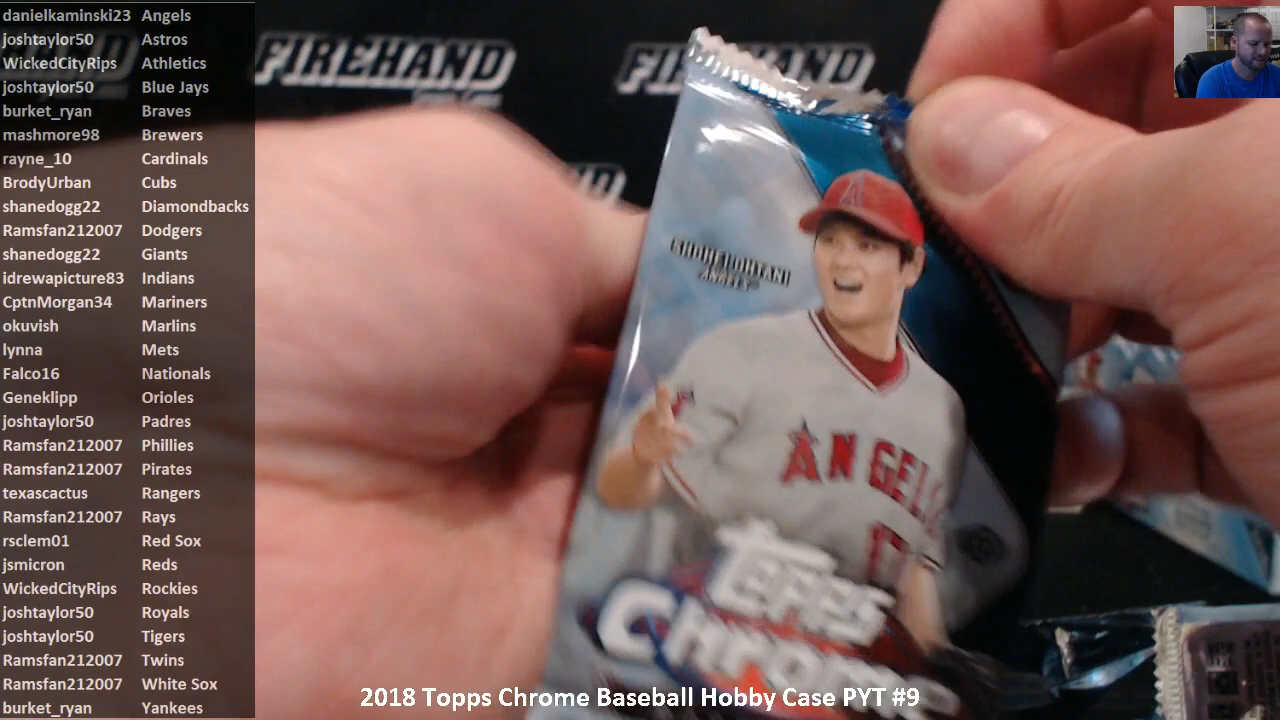 danielkaminski23 Angels
joshtaylor50 Astros
WickedCityRips Athletics
joshtaylor50 Blue Jays
burket_ryan Braves
mashmore98 Brewers
rayne_10 Cardinals
BrodyUrban Cubs
shanedogg22 Diamondbacks
Ramsfan212007 Dodgers
shanedogg22 Giants
idrewapicture83 Indians
CptnMorgan34 Mariners
okuvish Marlins
lynna Mets
Falco16 Nationals
Geneklipp Orioles
joshtaylor50 Padres
Ramsfan212007 Phillies
Ramsfan212007 Pirates
texascactus Rangers
Ramsfan212007 Rays
rsclem01 Red Sox
jsmicron Reds
WickedCityRips Rockies
joshtaylor50 Royals
joshtaylor50 Tigers
Ramsfan212007 Twins
Ramsfan212007 White Sox
burket_ryan Yankees
FIREHAND
FIREHAND
A
SHOHEI OHTANI
ANGELS
ANGELS
17
Topps
Chrome
2018 Topps Chrome Baseball Hobby Case PYT #9